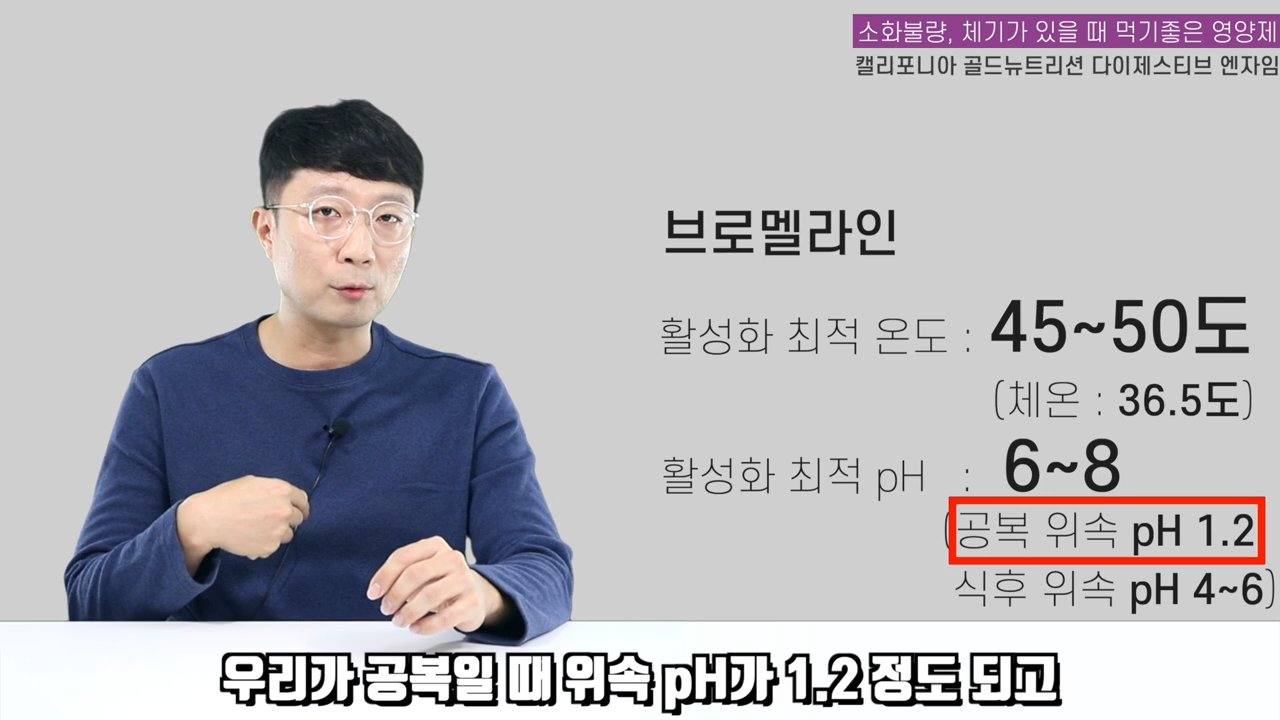 소화불량, 체기가 있을 때 먹기좋은 영양제
캘리포니아 골드뉴트리션 다이제스티브 엔자임
브로멜라인
활성화 최적 온도 : 45~50도
(체온 : 36.5도)
활성화 최적 pH : 6~8
(공복 위속 pH 1.2
식후 위속 pH 4~6)
우리가 공복일 때 위속 pH가 1.2 정도 되고